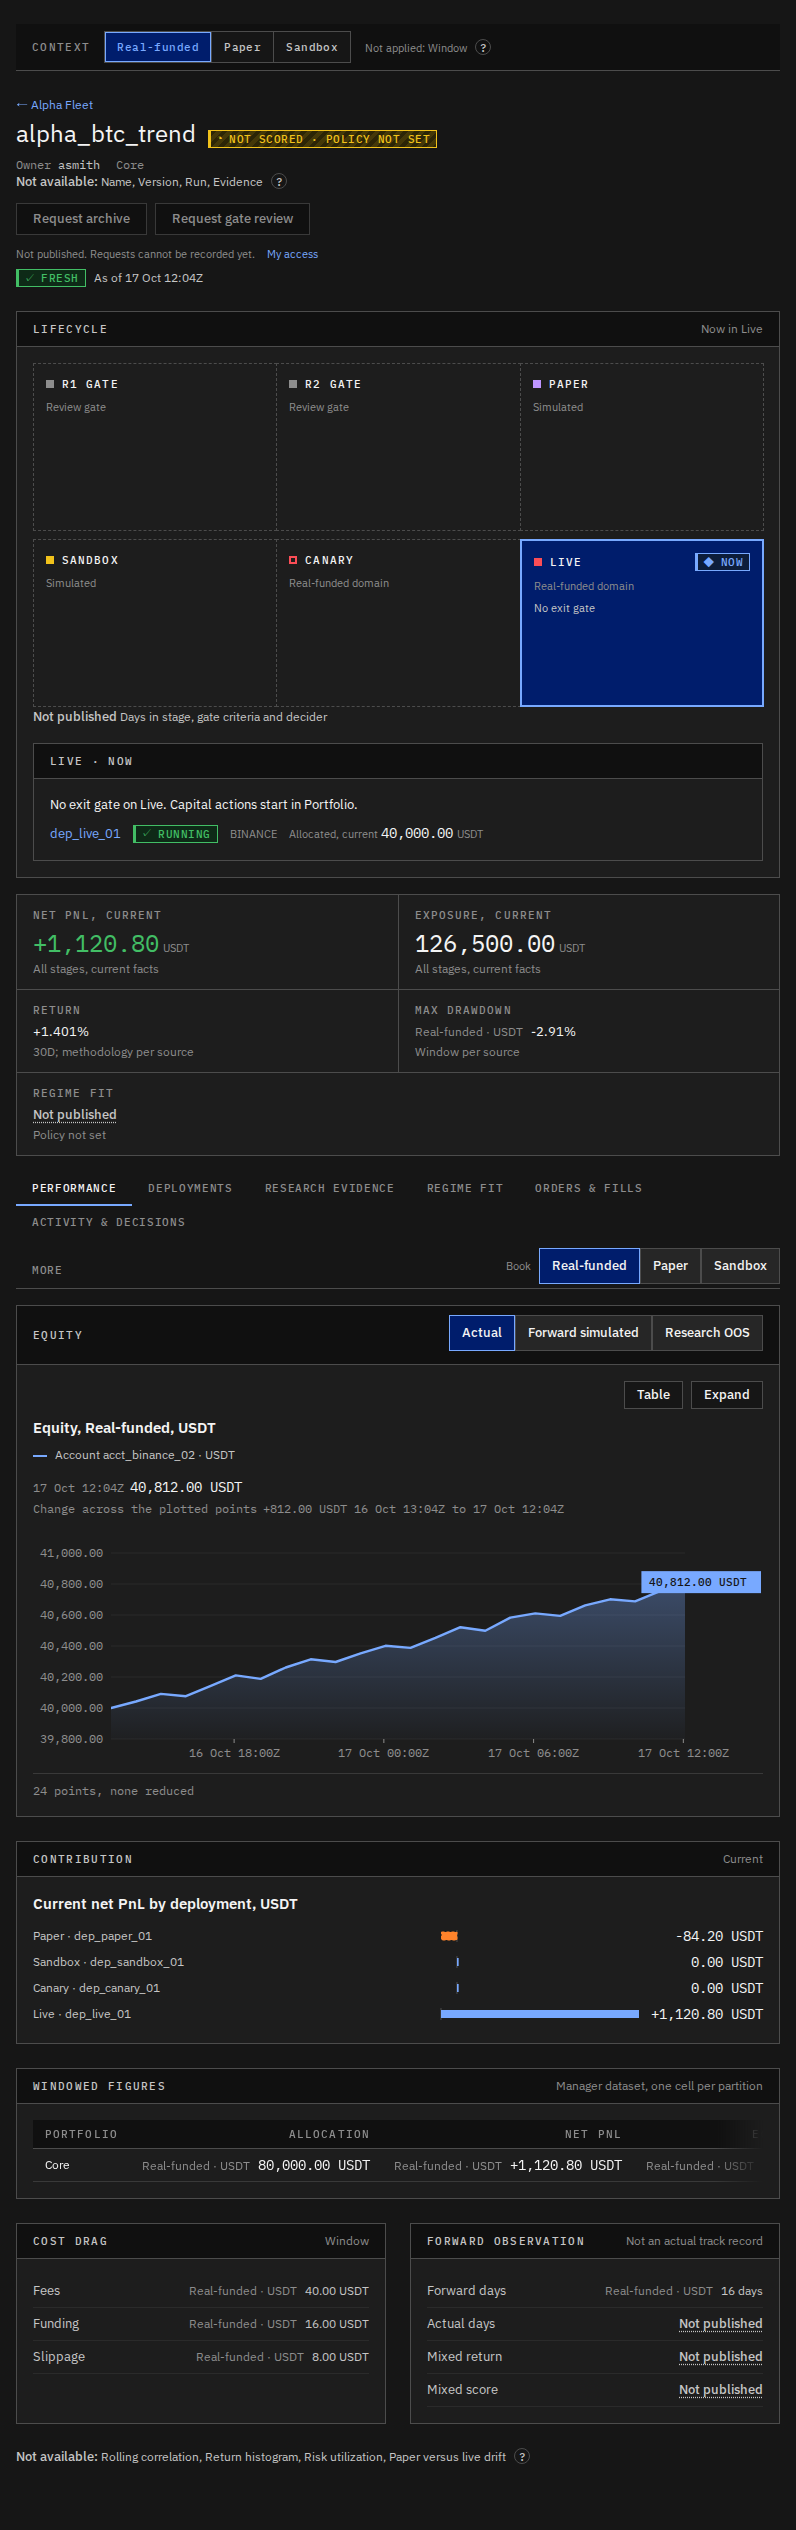 CONTEXT Real-funded Paper Sandbox Not applied: Window ?
← Alpha Fleet
alpha_btc_trend NOT SCORED · POLICY NOT SET
Owner asmith Core
Not available: Name, Version, Run, Evidence ?
Request archive Request gate review
Not published. Requests cannot be recorded yet. My access
✓ FRESH As of 17 Oct 12:04Z
LIFECYCLE Now in Live
R1 GATE R2 GATE PAPER
Review gate Review gate Simulated
SANDBOX CANARY LIVE ◆ NOW
Simulated Real-funded domain Real-funded domain
No exit gate
Not published Days in stage, gate criteria and decider
LIVE · NOW
No exit gate on Live. Capital actions start in Portfolio.
dep_live_01 ✓ RUNNING BINANCE Allocated, current 40,000.00 USDT
NET PNL, CURRENT EXPOSURE, CURRENT
+1,120.80 USDT 126,500.00 USDT
All stages, current facts All stages, current facts
RETURN MAX DRAWDOWN
+1.401% Real-funded · USDT -2.91%
30D; methodology per source Window per source
REGIME FIT
Not published
Policy not set
PERFORMANCE DEPLOYMENTS RESEARCH EVIDENCE REGIME FIT ORDERS & FILLS
ACTIVITY & DECISIONS
MORE Book Real-funded Paper Sandbox
EQUITY Actual Forward simulated Research OOS
Table Expand
Equity, Real-funded, USDT
Account acct_binance_02 · USDT
17 Oct 12:04Z 40,812.00 USDT
Change across the plotted points +812.00 USDT 16 Oct 13:04Z to 17 Oct 12:04Z
41,000.00
40,800.00 40,812.00 USDT
40,600.00
40,400.00
40,200.00
40,000.00
39,800.00
16 Oct 18:00Z 17 Oct 00:00Z 17 Oct 06:00Z 17 Oct 12:00Z
24 points, none reduced
CONTRIBUTION Current
Current net PnL by deployment, USDT
Paper · dep_paper_01 -84.20 USDT
Sandbox · dep_sandbox_01 0.00 USDT
Canary · dep_canary_01 0.00 USDT
Live · dep_live_01 +1,120.80 USDT
WINDOWED FIGURES Manager dataset, one cell per partition
PORTFOLIO ALLOCATION NET PNL E
Core Real-funded · USDT 80,000.00 USDT Real-funded · USDT +1,120.80 USDT Real-funded · USDT
COST DRAG Window
Fees Real-funded · USDT 40.00 USDT
Funding Real-funded · USDT 16.00 USDT
Slippage Real-funded · USDT 8.00 USDT
FORWARD OBSERVATION Not an actual track record
Forward days Real-funded · USDT 16 days
Actual days Not published
Mixed return Not published
Mixed score Not published
Not available: Rolling correlation, Return histogram, Risk utilization, Paper versus live drift ?